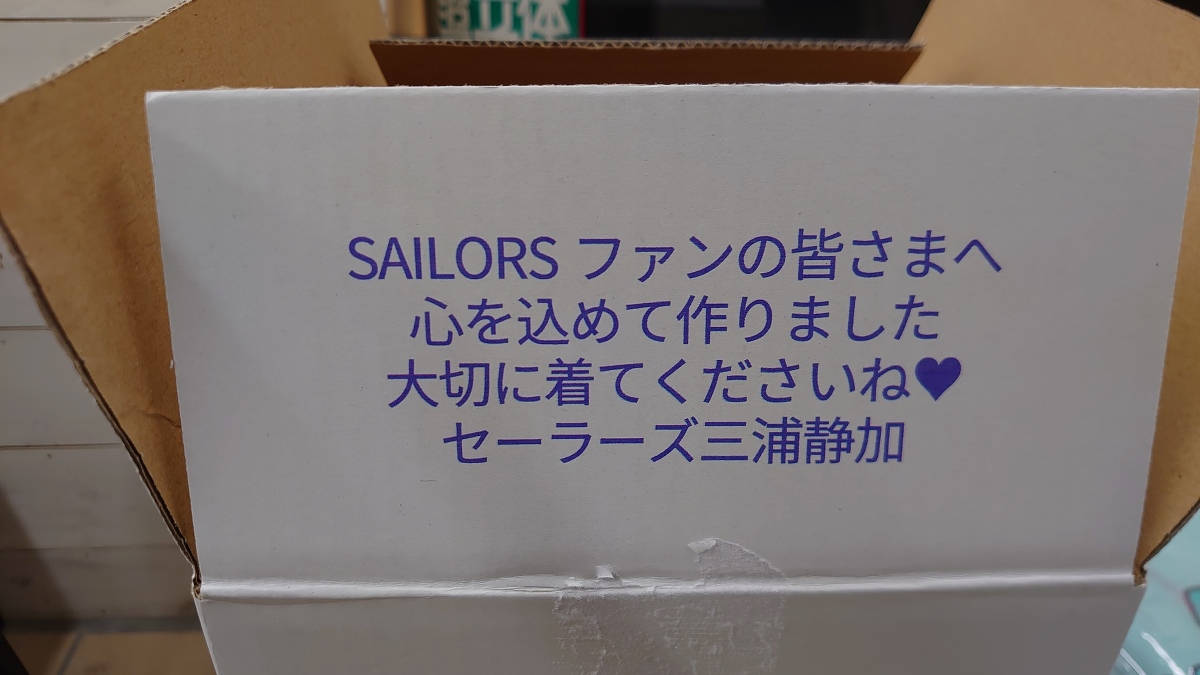 立体
SAILORS ファンの皆さまへ
心を込めて作りました
大切に着てくださいね♥
セーラーズ三浦静加